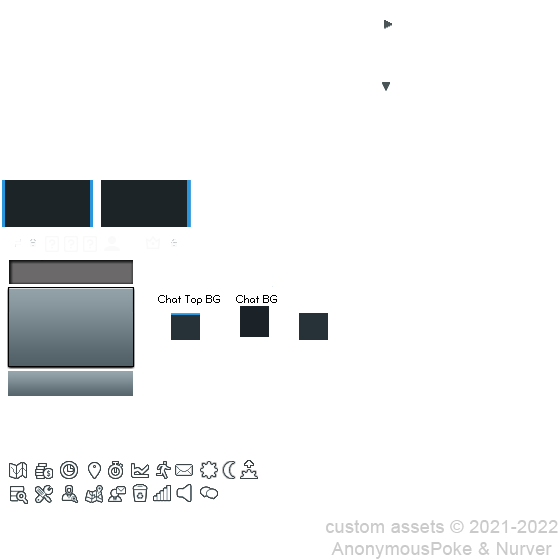 Chat Top BG Chat BG
custom assets © 2021-2022
AnonymousPoke & Nurver